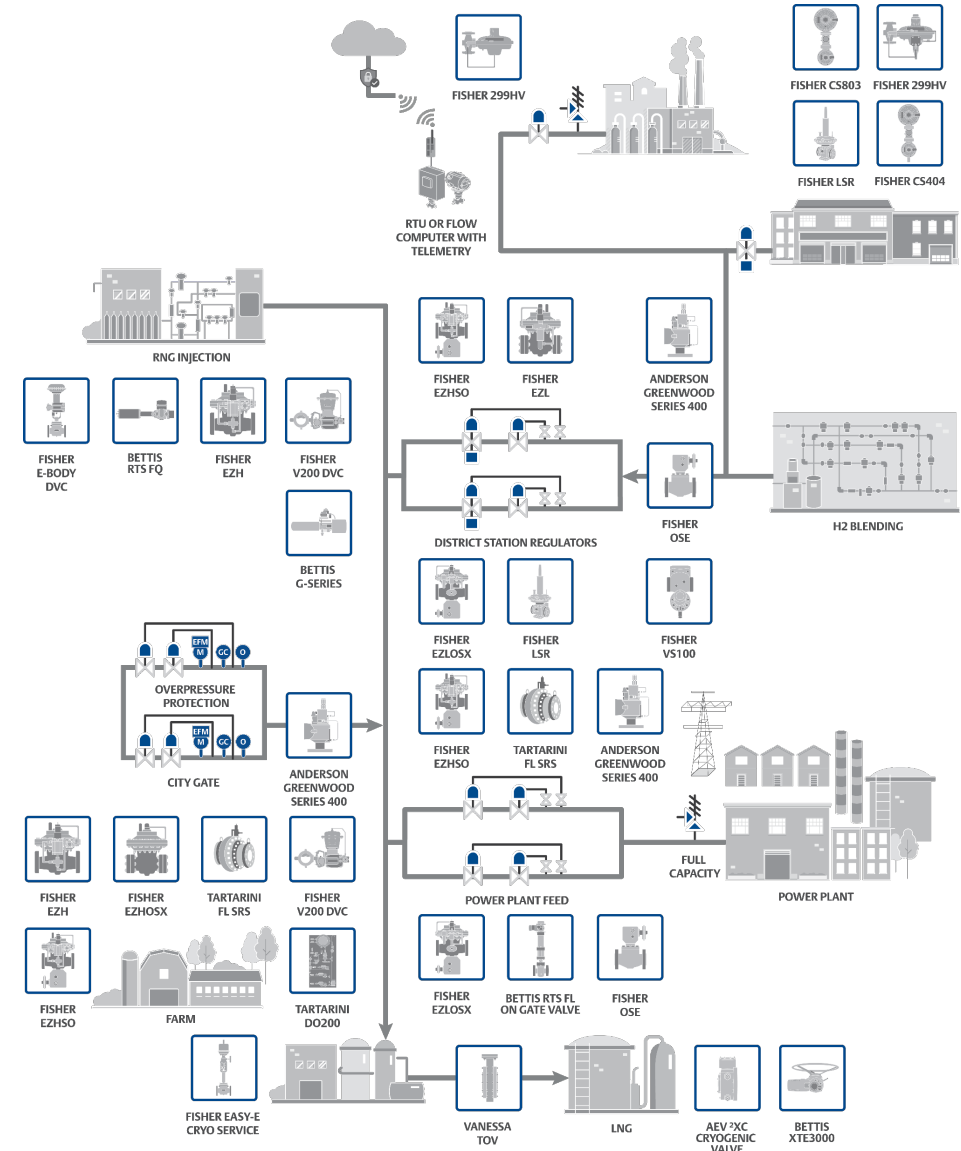 FISHER 299HV
FISHER CS803
FISHER 299HV
FISHER LSR
FISHER CS404
RTU OR FLOW
COMPUTER WITH
TELEMETRY
RNG INJECTION
FISHER
EZHSO
FISHER
EZL
ANDERSON
GREENWOOD
SERIES 400
FISHER
E-BODY
DVC
BETTIS
RTS FQ
FISHER
EZH
FISHER
V200 DVC
FISHER
OSE
H2 BLENDING
DISTRICT STATION REGULATORS
BETTIS
G-SERIES
FISHER
EZLOSX
FISHER
LSR
FISHER
VS100
EFM
M
GC
O
OVERPRESSURE
PROTECTION
EFM
M
GC
O
CITY GATE
ANDERSON
GREENWOOD
SERIES 400
FISHER
EZHSO
TARTARINI
FL SRS
ANDERSON
GREENWOOD
SERIES 400
FULL
CAPACITY
POWER PLANT
POWER PLANT FEED
FISHER
EZH
FISHER
EZHOSX
TARTARINI
FL SRS
FISHER
V200 DVC
FISHER
EZHSO
FARM
TARTARINI
DO200
FISHER
EZLOSX
BETTIS RTS FL
ON GATE VALVE
FISHER
OSE
FISHER EASY-E
CRYO SERVICE
VANESSA
TOV
LNG
AEV ²XC
CRYOGENIC
VALVE
BETTIS
XTE3000